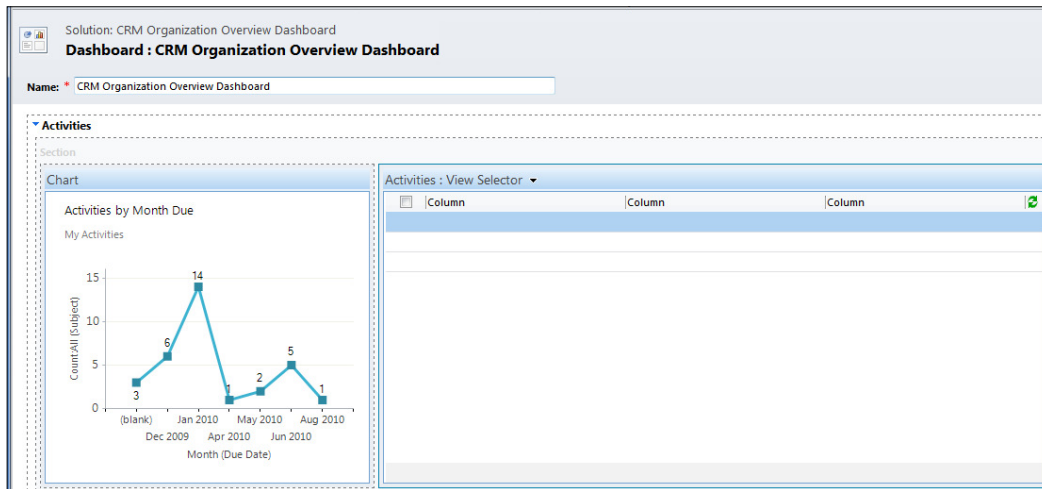 Solution: CRM Organization Overview Dashboard
Dashboard : CRM Organization Overview Dashboard
Name: * CRM Organization Overview Dashboard
Activities
Section
Chart
Activities by Month Due
My Activities
Count:All (Subject)
15
10
5
0
3
6
14
1
2
5
1
(blank) Jan 2010 May 2010 Aug 2010
Dec 2009 Apr 2010 Jun 2010
Month (Due Date)
Activities : View Selector
Column Column Column